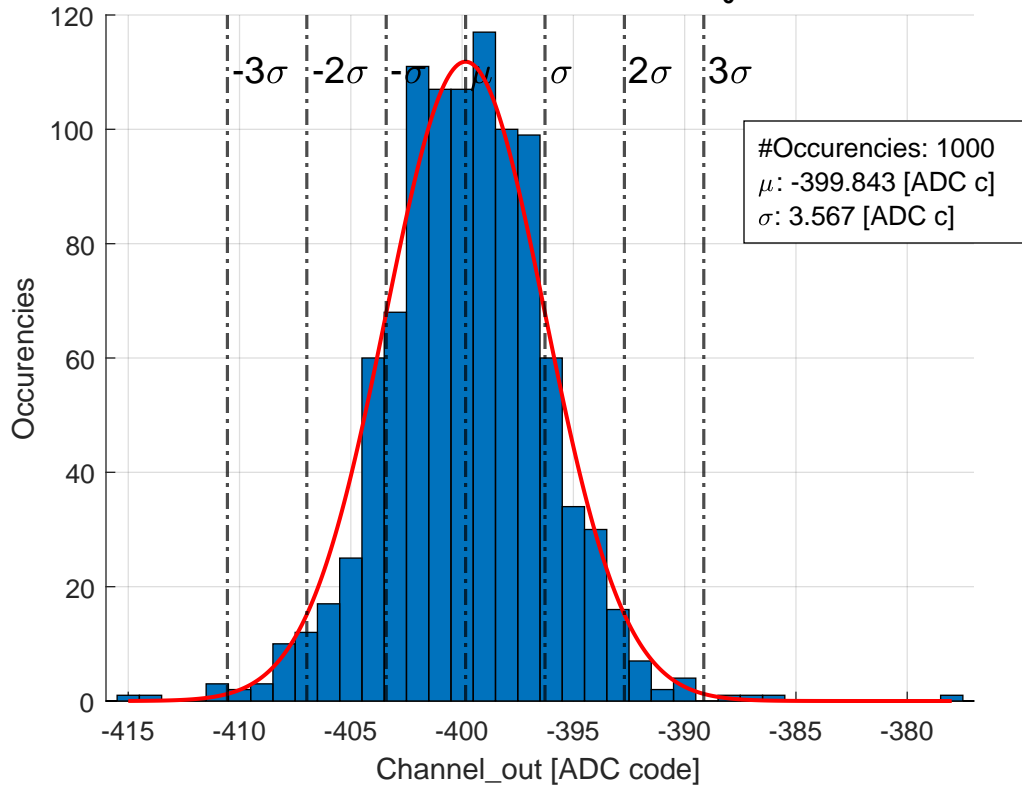 120
100
80
60
40
20
0
-3σ
-2σ
-σ
μ
σ
2σ
3σ
#Occurencies: 1000
μ: -399.843 [ADC c]
σ: 3.567 [ADC c]
Occurencies
-415
-410
-405
-400
-395
-390
-385
-380
Channel_out [ADC code]